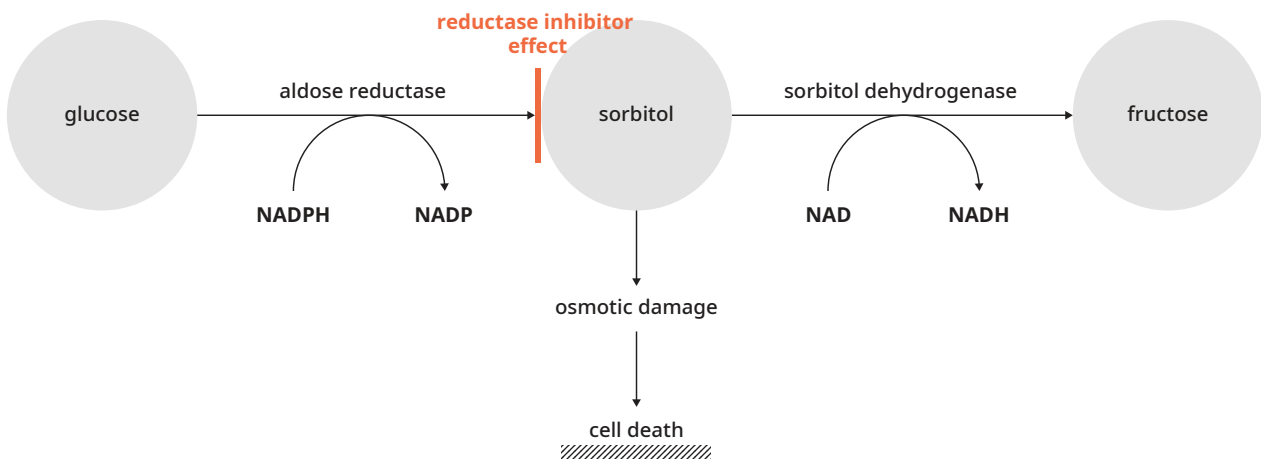 reductase inhibitor
effect
glucose
aldose reductase
sorbitol
sorbitol dehydrogenase
fructose
NADPH
NADP
NAD
NADH
osmotic damage
cell death